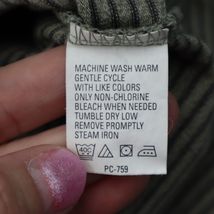 MACHINE WASH WARM
GENTLE CYCLE
WITH LIKE COLORS
ONLY NON-CHLORINE
BLEACH WHEN NEEDED
TUMBLE DRY LOW
REMOVE PROMPTLY
STEAM IRON
40C
PC-759